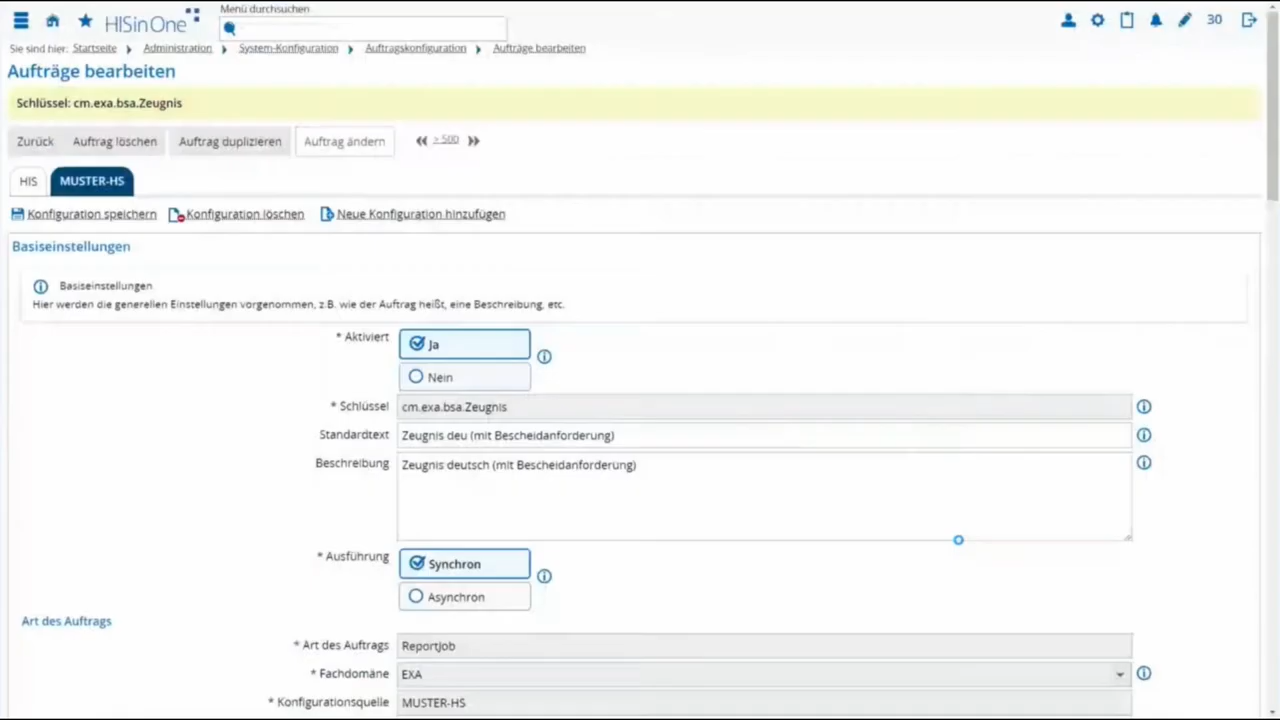 Menü durchsuchen
HISinOne
30
Sie sind hier: Startseite Administration System-Konfiguration Auftragskonfiguration Aufträge bearbeiten
Aufträge bearbeiten
Schlüssel: cm.exa.bsa.Zeugnis
Zurück Auftrag löschen Auftrag duplizieren Auftrag ändern ≥ 500
HIS MUSTER-HS
Konfiguration speichern Konfiguration löschen Neue Konfiguration hinzufügen
Basiseinstellungen
Basiseinstellungen
Hier werden die generellen Einstellungen vorgenommen, z.B. wie der Auftrag heißt, eine Beschreibung, etc.
* Aktiviert Ja
Nein
* Schlüssel cm.exa.bsa.Zeugnis
Standardtext Zeugnis deu (mit Bescheidanforderung)
Beschreibung Zeugnis deutsch (mit Bescheidanforderung)
* Ausführung Synchron
Asynchron
Art des Auftrags
* Art des Auftrags ReportJob
* Fachdomäne EXA
* Konfigurationsquelle MUSTER-HS